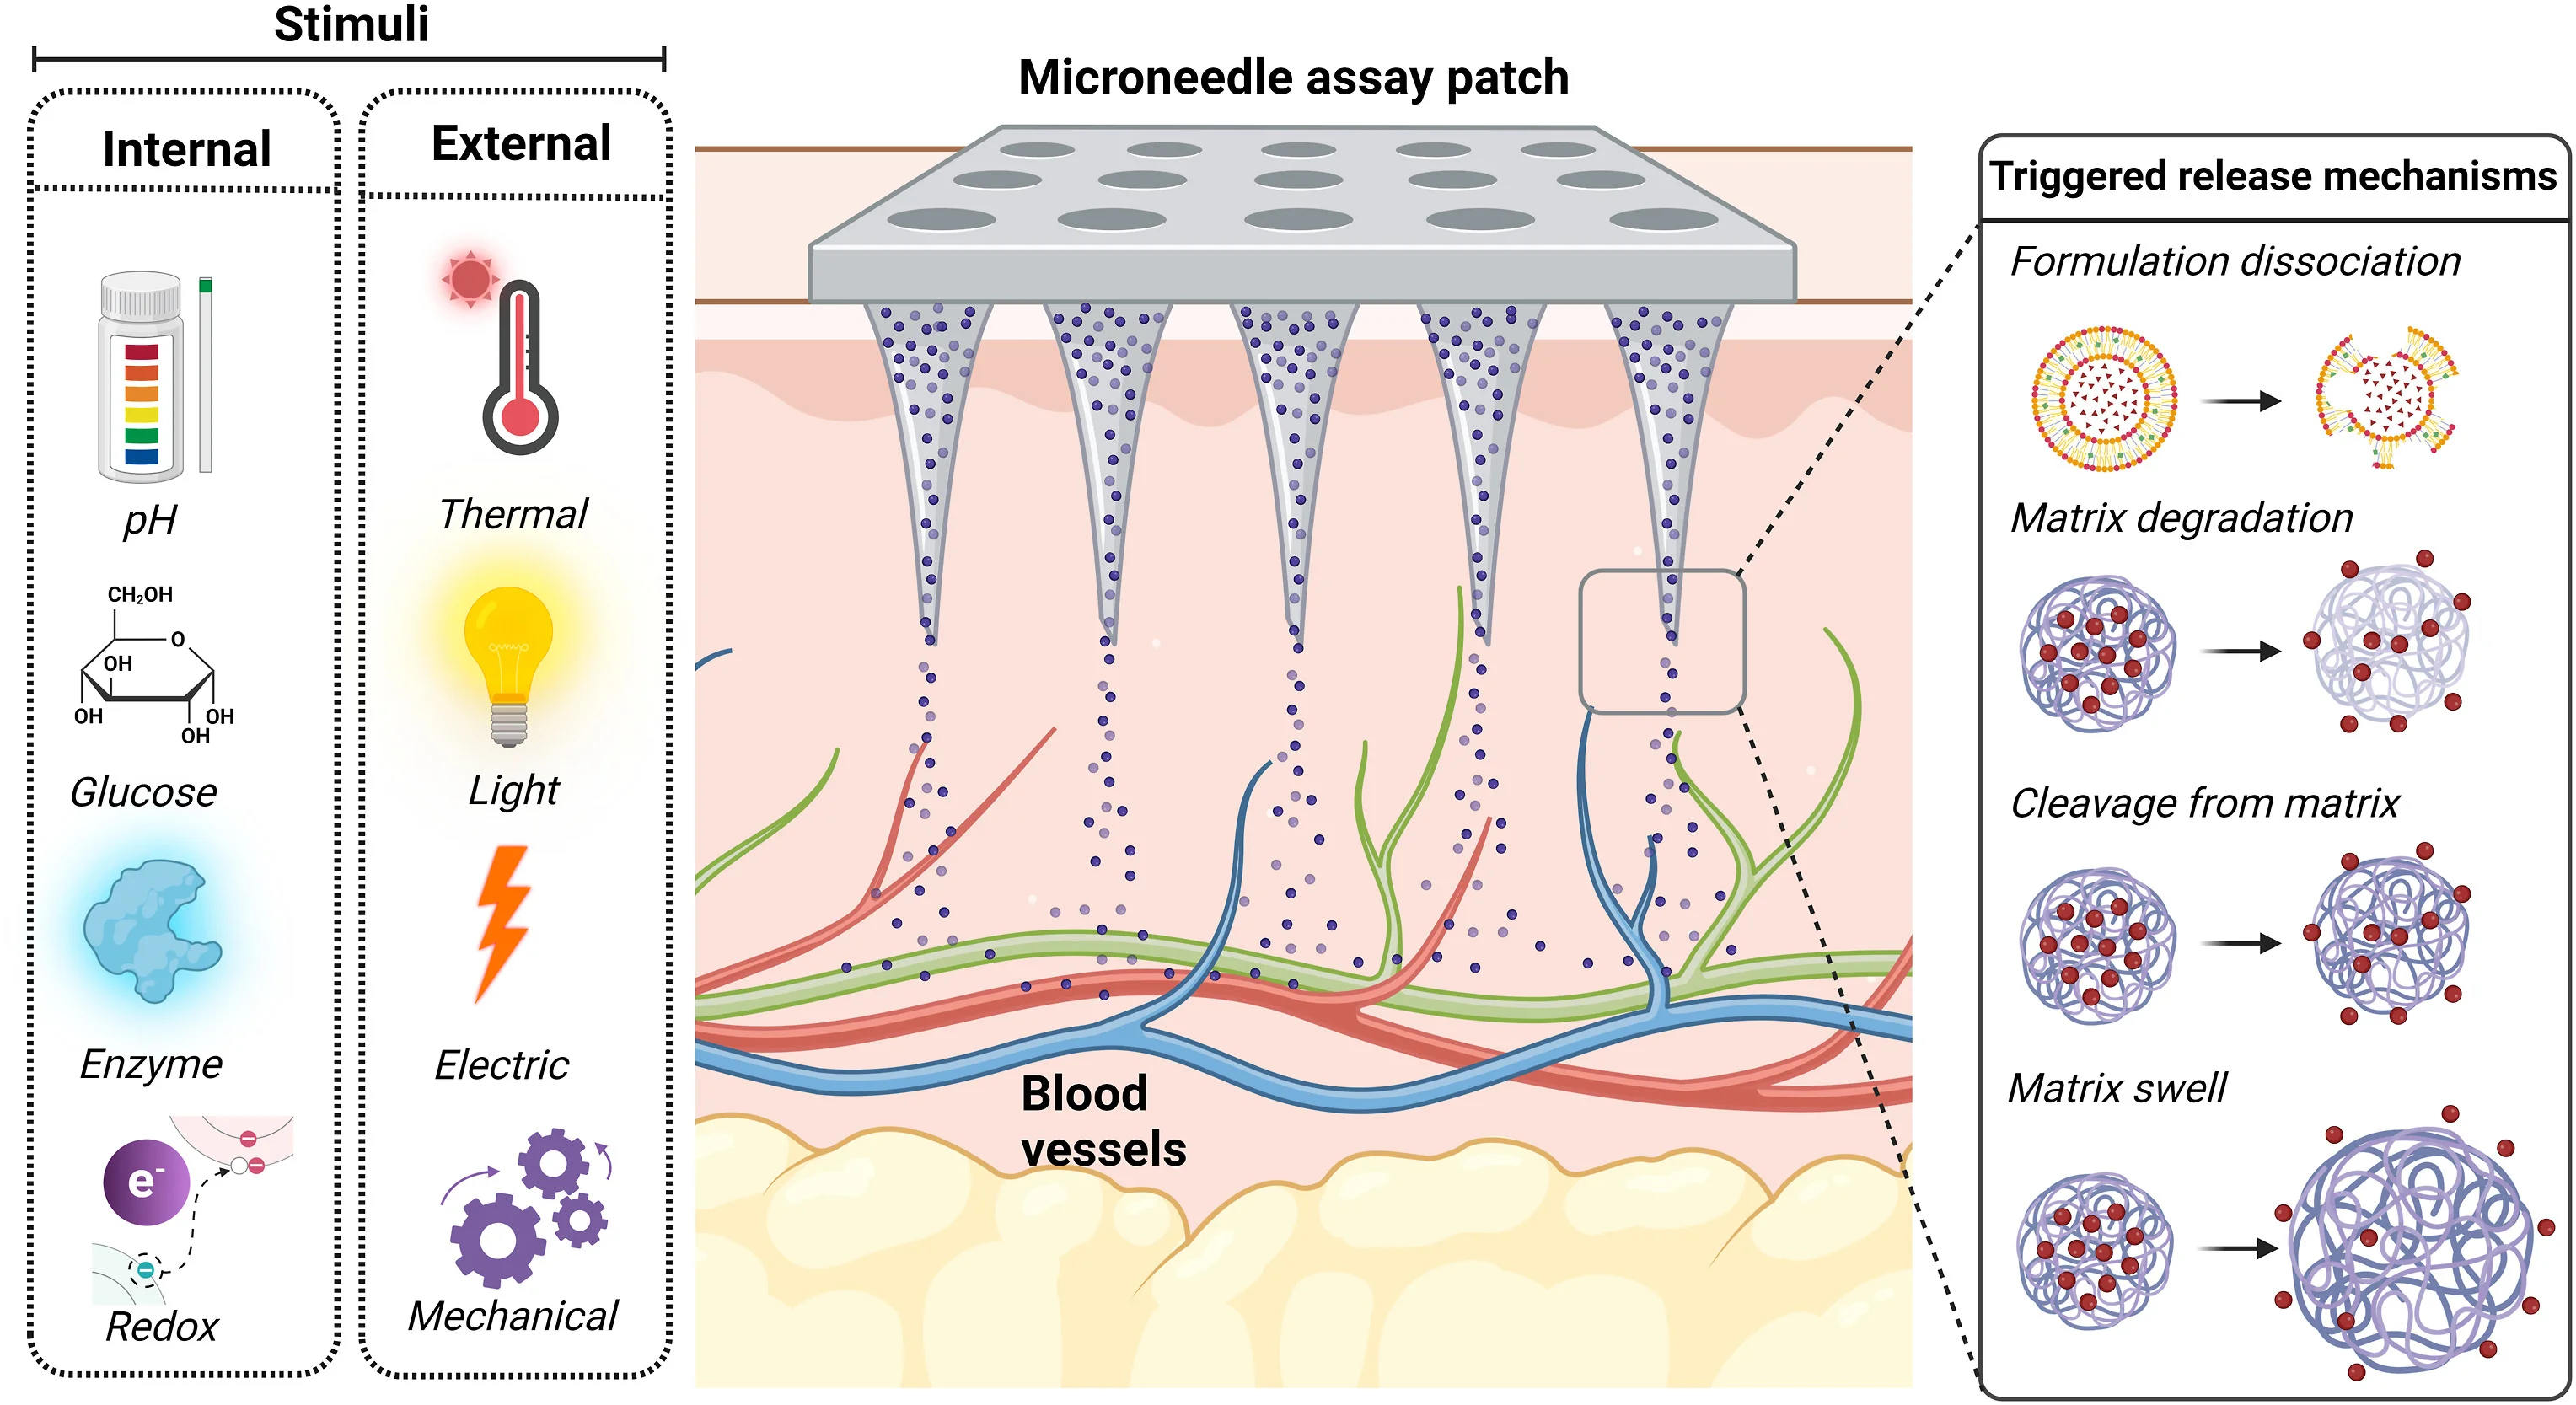 Stimuli
Internal
External
pH
CH₂OH
O
OH
OH
OH
OH
Glucose
Enzyme
e⁻
Redox
Thermal
Light
Electric
Mechanical
Microneedle assay patch
Blood
vessels
Triggered release mechanisms
Formulation dissociation
Matrix degradation
Cleavage from matrix
Matrix swell